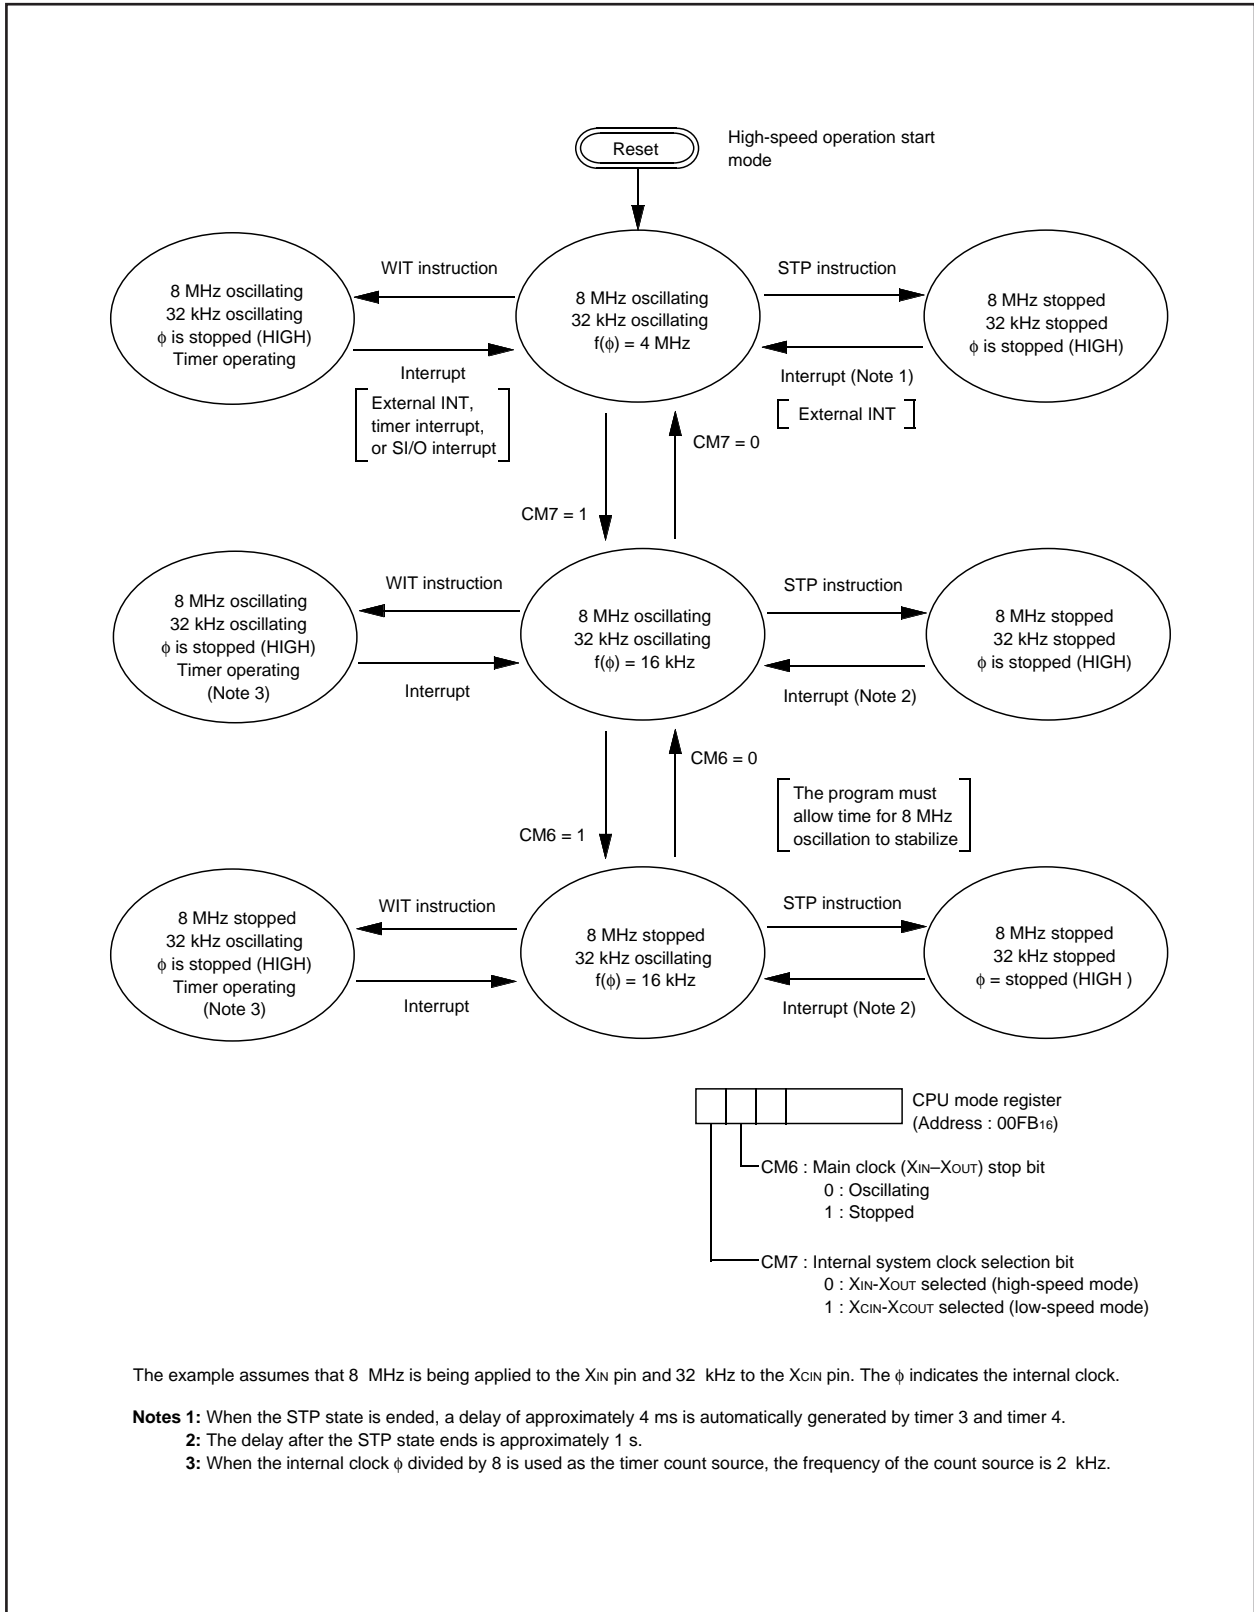 Reset
High-speed operation start
mode
8 MHz oscillating
32 kHz oscillating
φ is stopped (HIGH)
Timer operating
WIT instruction
Interrupt
External INT,
timer interrupt,
or SI/O interrupt
8 MHz oscillating
32 kHz oscillating
f(φ) = 4 MHz
STP instruction
Interrupt (Note 1)
External INT
8 MHz stopped
32 kHz stopped
φ is stopped (HIGH)
CM7 = 0
CM7 = 1
8 MHz oscillating
32 kHz oscillating
φ is stopped (HIGH)
Timer operating
(Note 3)
WIT instruction
Interrupt
8 MHz oscillating
32 kHz oscillating
f(φ) = 16 kHz
STP instruction
Interrupt (Note 2)
8 MHz stopped
32 kHz stopped
φ is stopped (HIGH)
CM6 = 0
CM6 = 1
The program must
allow time for 8 MHz
oscillation to stabilize
8 MHz stopped
32 kHz oscillating
φ is stopped (HIGH)
Timer operating
(Note 3)
WIT instruction
Interrupt
8 MHz stopped
32 kHz oscillating
f(φ) = 16 kHz
STP instruction
Interrupt (Note 2)
8 MHz stopped
32 kHz stopped
φ = stopped (HIGH )
CPU mode register
(Address : 00FB16)
CM6 : Main clock (XIN–XOUT) stop bit
0 : Oscillating
1 : Stopped
CM7 : Internal system clock selection bit
0 : XIN-XOUT selected (high-speed mode)
1 : XCIN-XCOUT selected (low-speed mode)
The example assumes that 8 MHz is being applied to the XIN pin and 32 kHz to the XCIN pin. The φ indicates the internal clock.
Notes 1: When the STP state is ended, a delay of approximately 4 ms is automatically generated by timer 3 and timer 4.
2: The delay after the STP state ends is approximately 1 s.
3: When the internal clock φ divided by 8 is used as the timer count source, the frequency of the count source is 2 kHz.